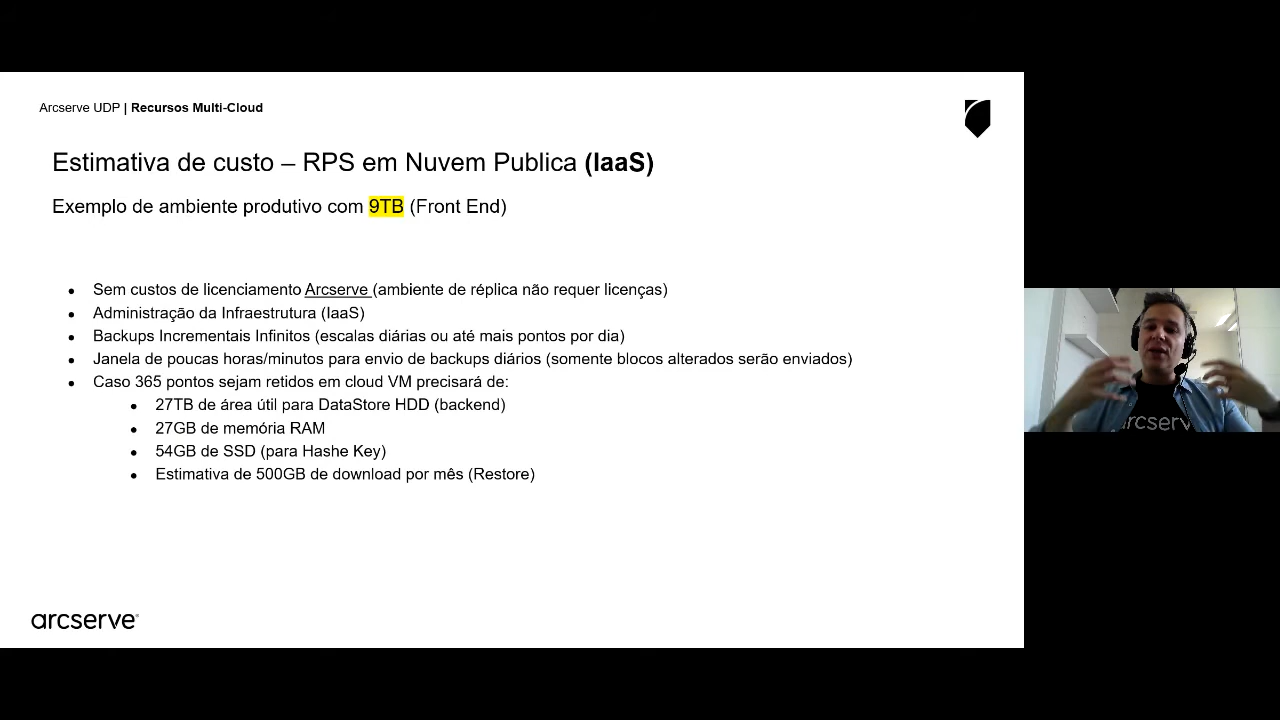 Arcserve UDP | Recursos Multi-Cloud
Estimativa de custo – RPS em Nuvem Publica (IaaS)
Exemplo de ambiente produtivo com 9TB (Front End)
Sem custos de licenciamento Arcserve (ambiente de réplica não requer licenças)
Administração da Infraestrutura (IaaS)
Backups Incrementais Infinitos (escalas diárias ou até mais pontos por dia)
Janela de poucas horas/minutos para envio de backups diários (somente blocos alterados serão enviados)
Caso 365 pontos sejam retidos em cloud VM precisará de:
27TB de área útil para DataStore HDD (backend)
27GB de memória RAM
54GB de SSD (para Hashe Key)
Estimativa de 500GB de download por mês (Restore)
arcserve
arcserve